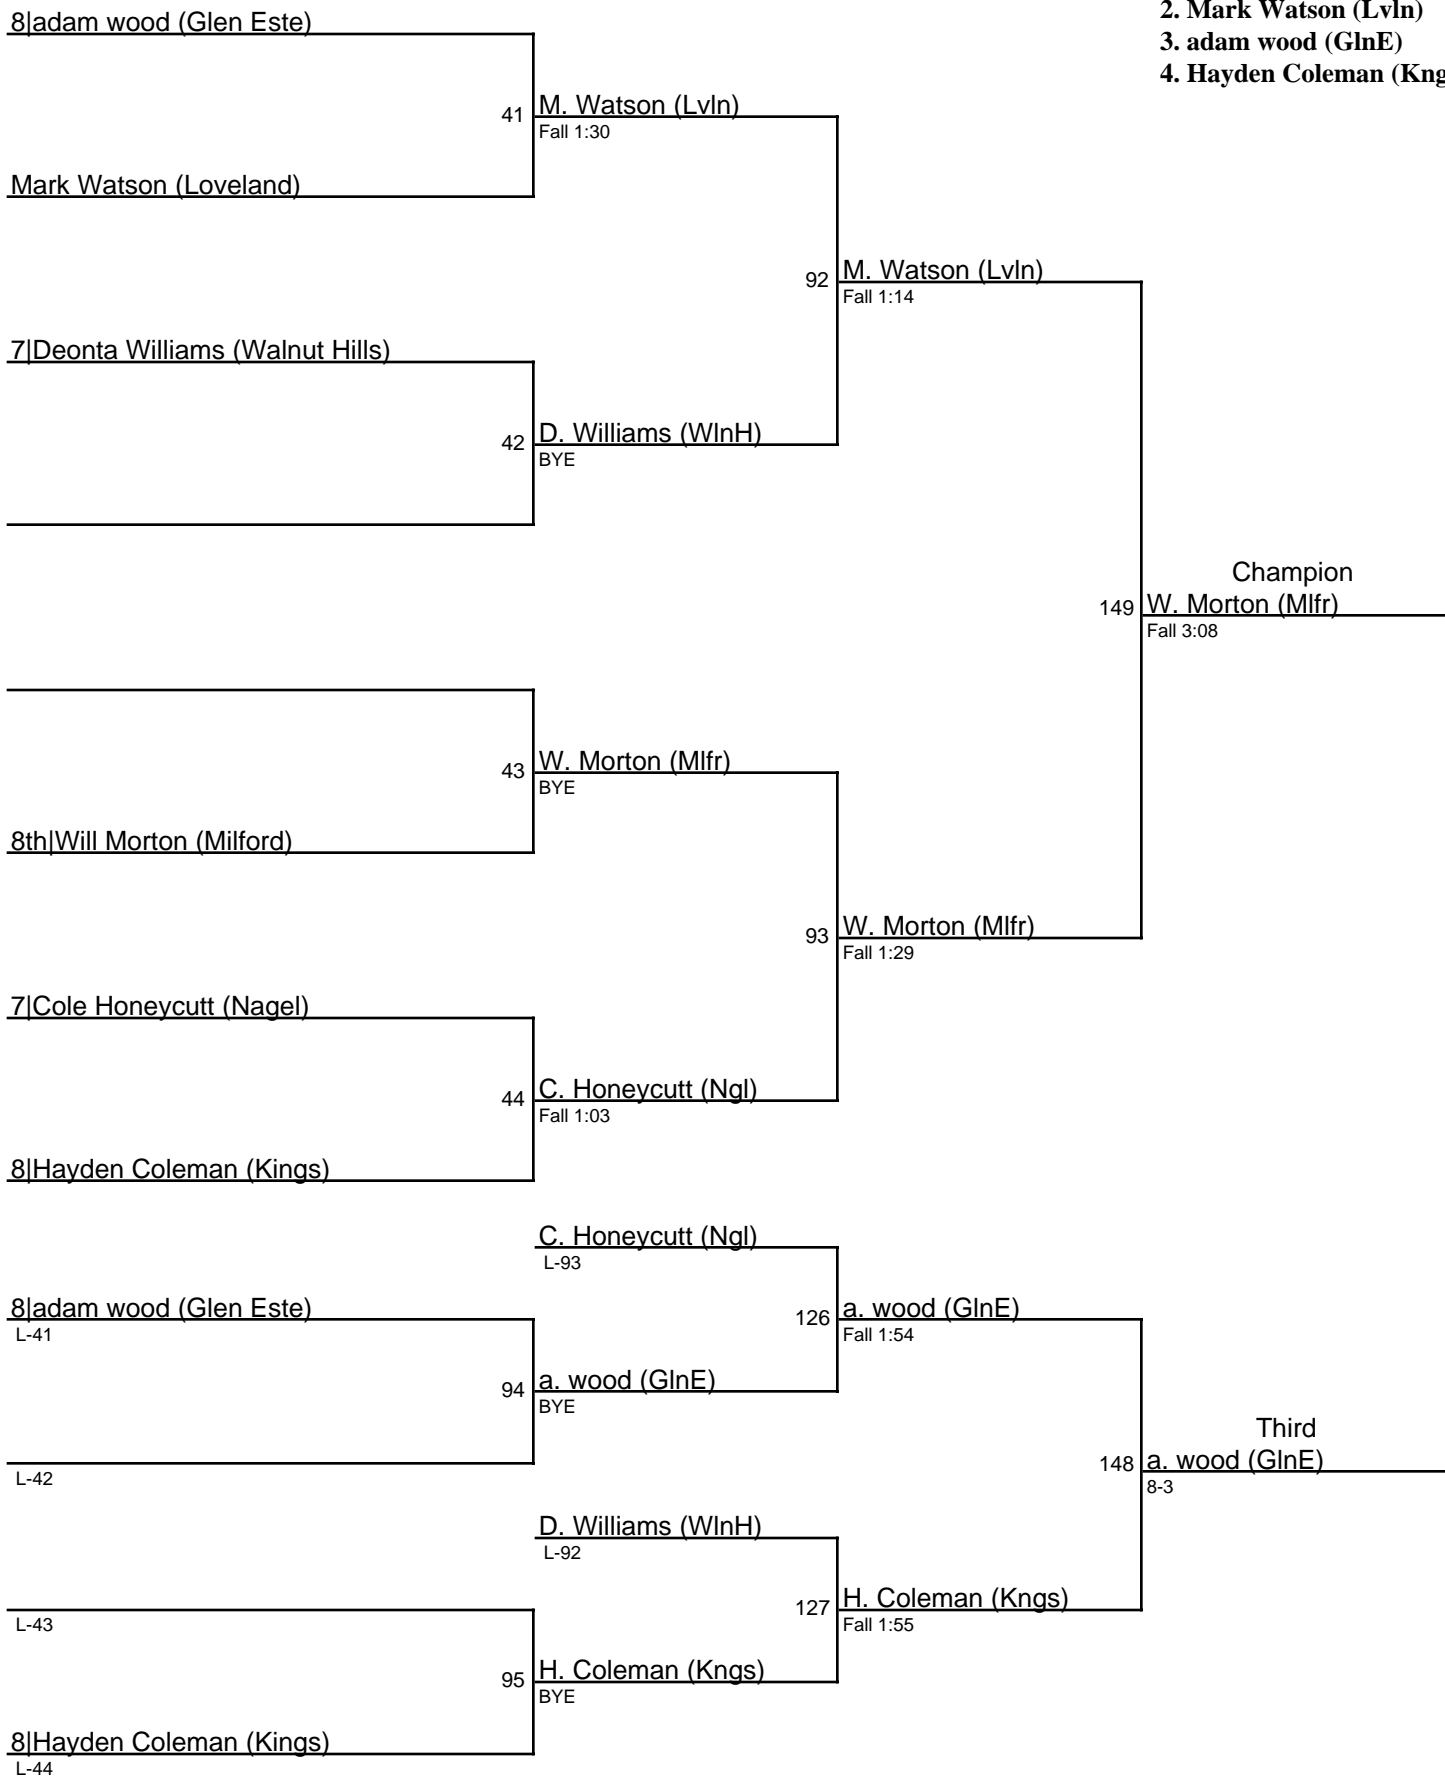 2. Mark Watson (Lvln)
3. adam wood (GlnE)
4. Hayden Coleman (Kng
8|adam wood (Glen Este)
41
M. Watson (Lvln)
Fall 1:30
Mark Watson (Loveland)
92
M. Watson (Lvln)
Fall 1:14
7|Deonta Williams (Walnut Hills)
42
D. Williams (WlnH)
BYE
Champion
149
W. Morton (Mlfr)
Fall 3:08
43
W. Morton (Mlfr)
BYE
8th|Will Morton (Milford)
93
W. Morton (Mlfr)
Fall 1:29
7|Cole Honeycutt (Nagel)
44
C. Honeycutt (Ngl)
Fall 1:03
8|Hayden Coleman (Kings)
C. Honeycutt (Ngl)
L-93
8|adam wood (Glen Este)
L-41
126
a. wood (GlnE)
Fall 1:54
94
a. wood (GlnE)
BYE
L-42
Third
148
a. wood (GlnE)
8-3
D. Williams (WlnH)
L-92
127
H. Coleman (Kngs)
Fall 1:55
L-43
95
H. Coleman (Kngs)
BYE
8|Hayden Coleman (Kings)
L-44